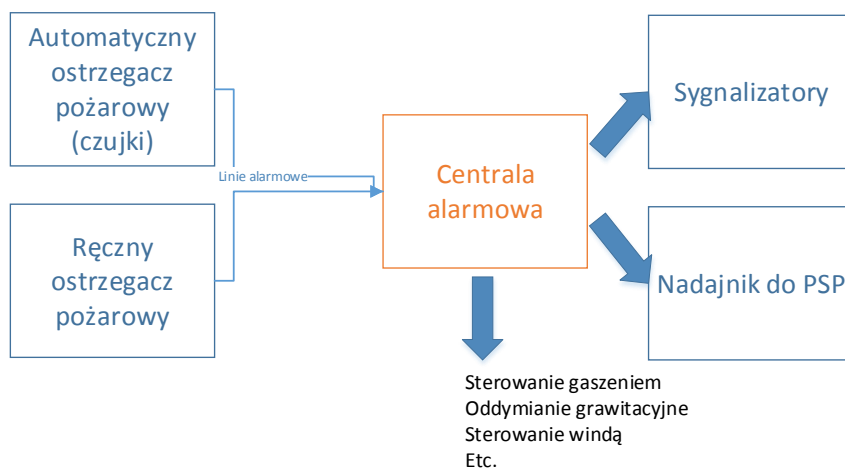 Automatyczny
ostrzegacz
pożarowy
(czujki)
Ręczny
ostrzegacz
pożarowy
Linie alarmowe
Centrala
alarmowa
Sygnalizatory
Nadajnik do PSP
Sterowanie gaszeniem
Oddymianie grawitacyjne
Sterowanie windą
Etc.